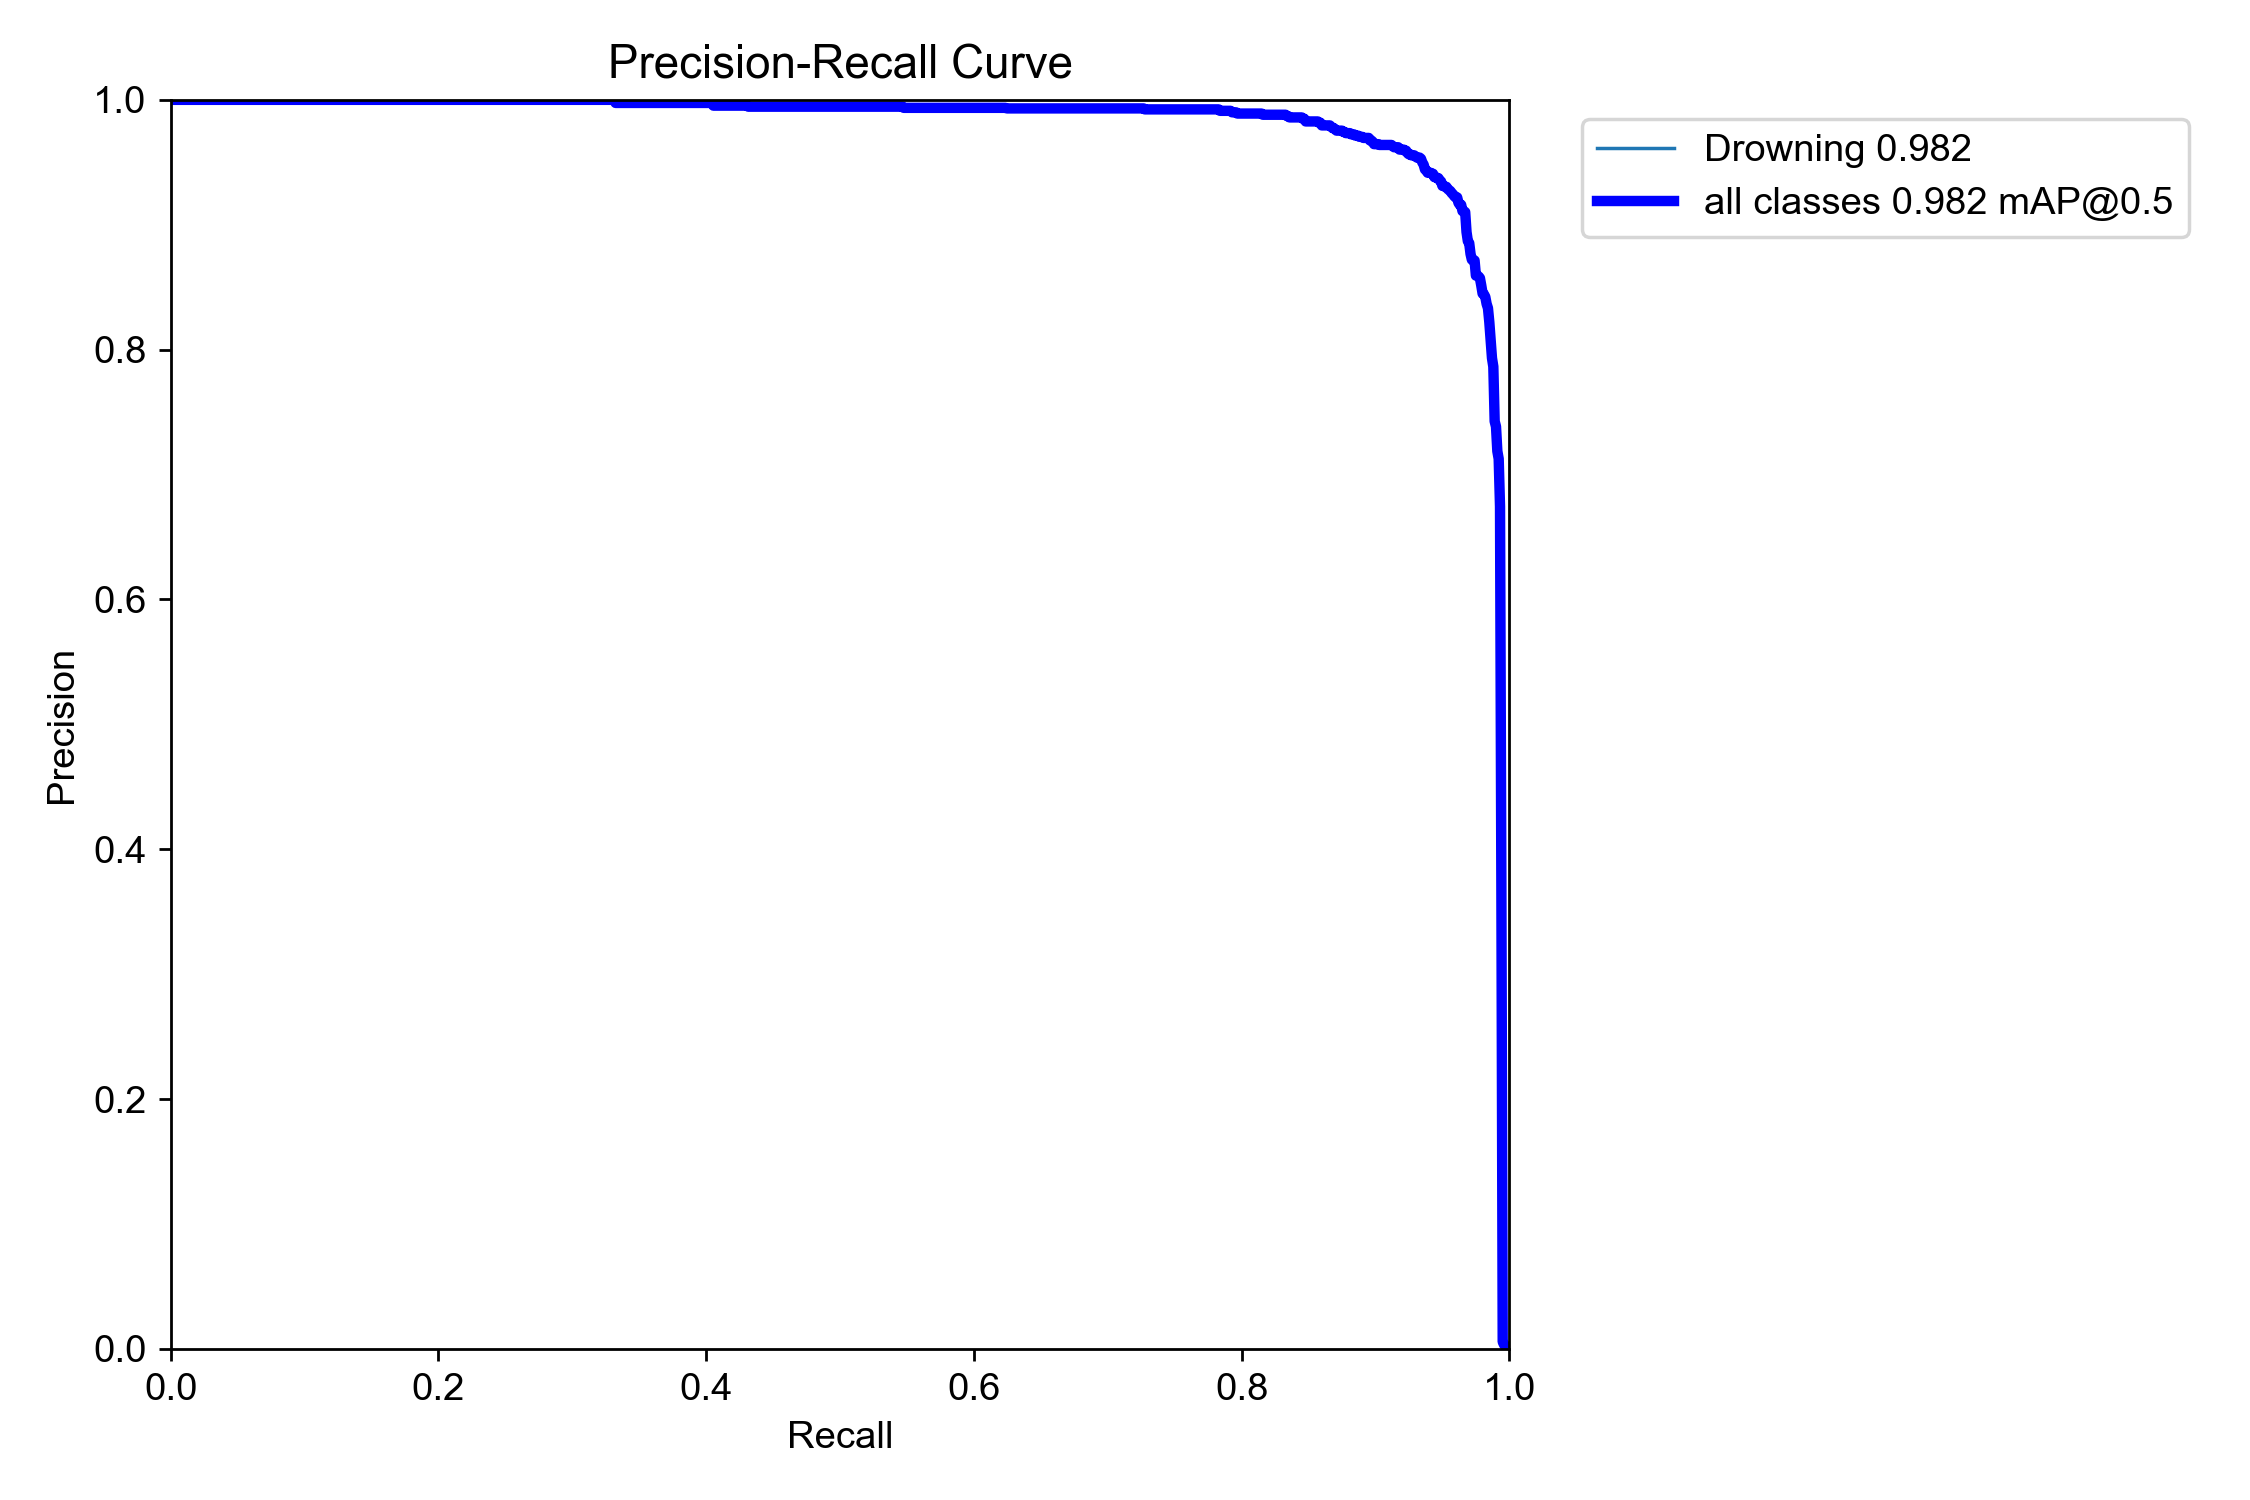 Precision-Recall Curve
1.0
0.8
0.6
0.4
0.2
0.0
Precision
0.0 0.2 0.4 0.6 0.8 1.0
Recall
Drowning 0.982
all classes 0.982 mAP@0.5